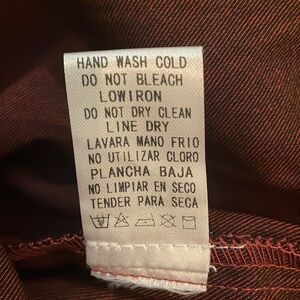 HAND WASH COLD
DO NOT BLEACH
LOWIRON
DO NOT DRY CLEAN
LINE DRY
LAVARA MANO FRIO
NO UTILIZAR CLORO
PLANCHA BAJA
NO LIMPIAR EN SECO
TENDER PARA SECA